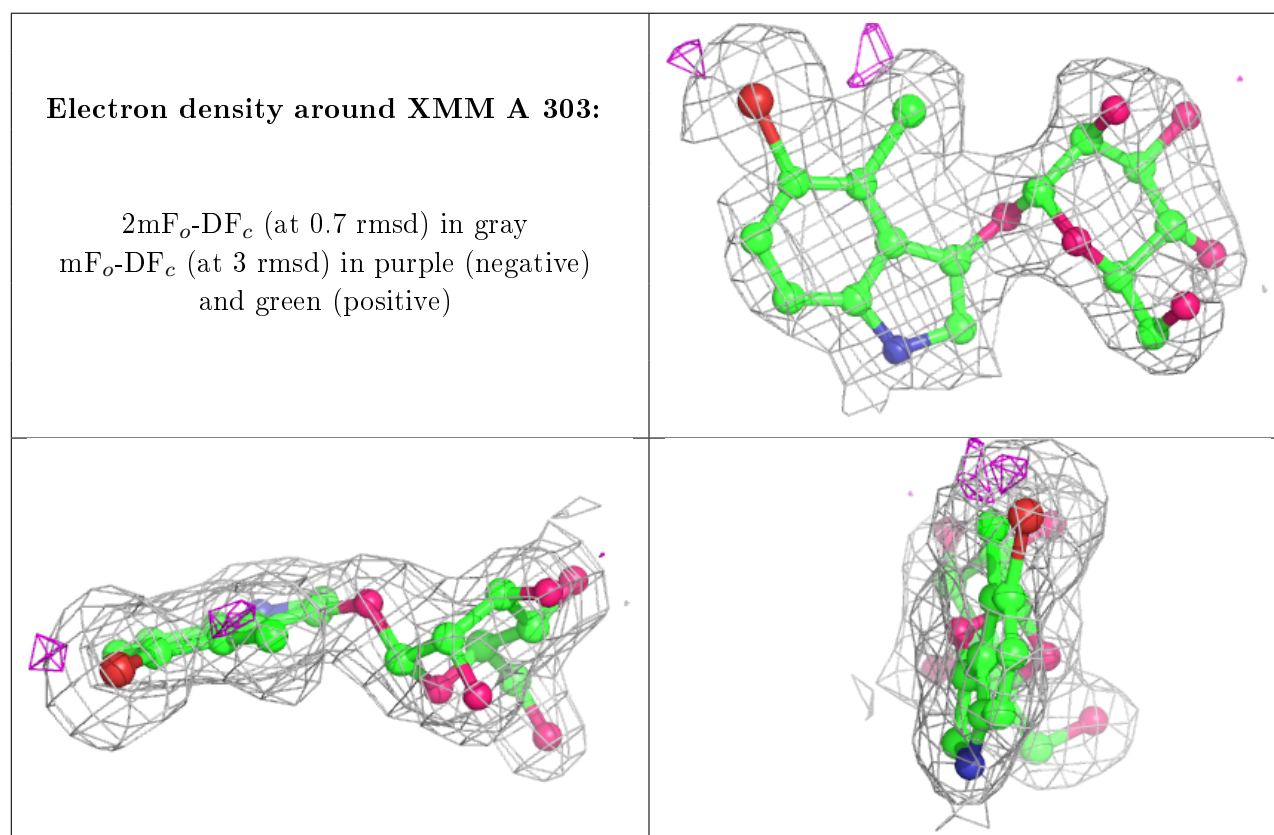 Electron density around XMM A 303:
2mFo-DFc (at 0.7 rmsd) in gray
mFo-DFc (at 3 rmsd) in purple (negative)
and green (positive)